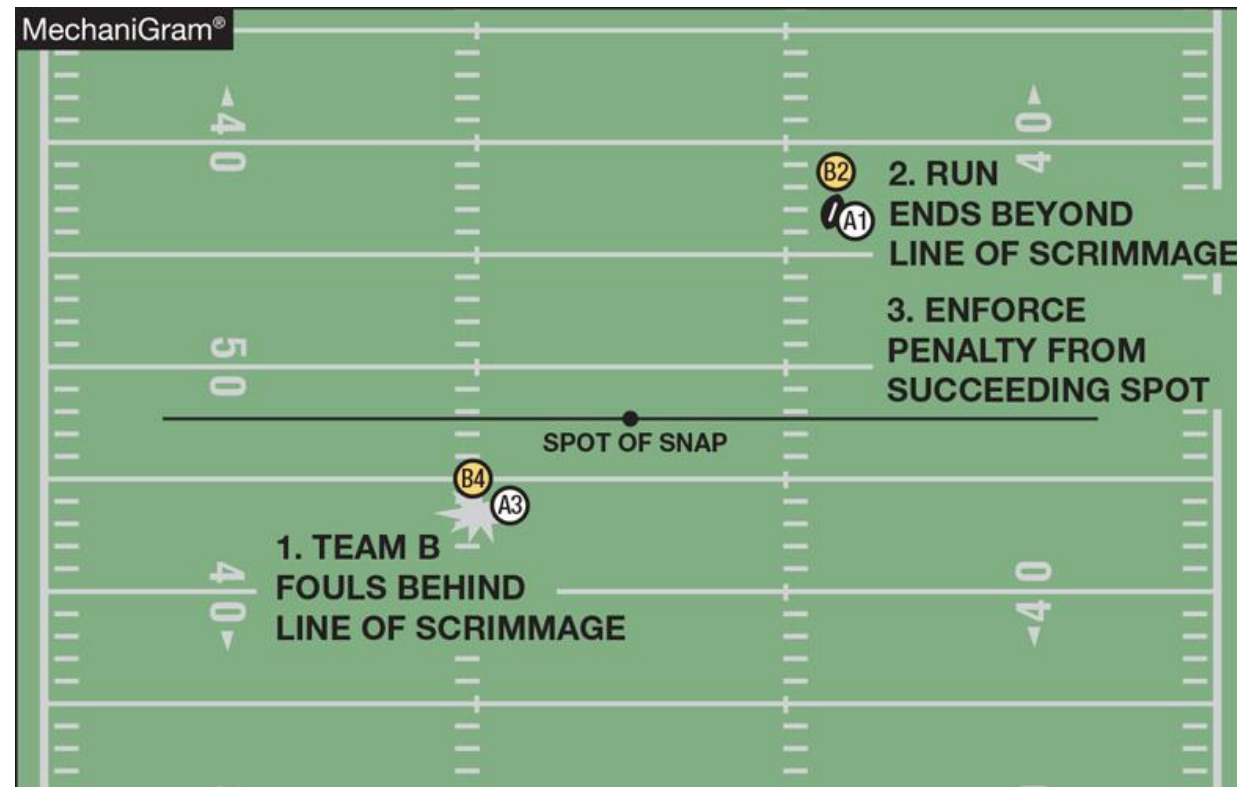 MechaniGram®
40
40
B2
2. RUN
A1
ENDS BEYOND
LINE OF SCRIMMAGE
3. ENFORCE
50
PENALTY FROM
SUCCEEDING SPOT
SPOT OF SNAP
B4
A3
1. TEAM B
FOULS BEHIND
LINE OF SCRIMMAGE
40
40